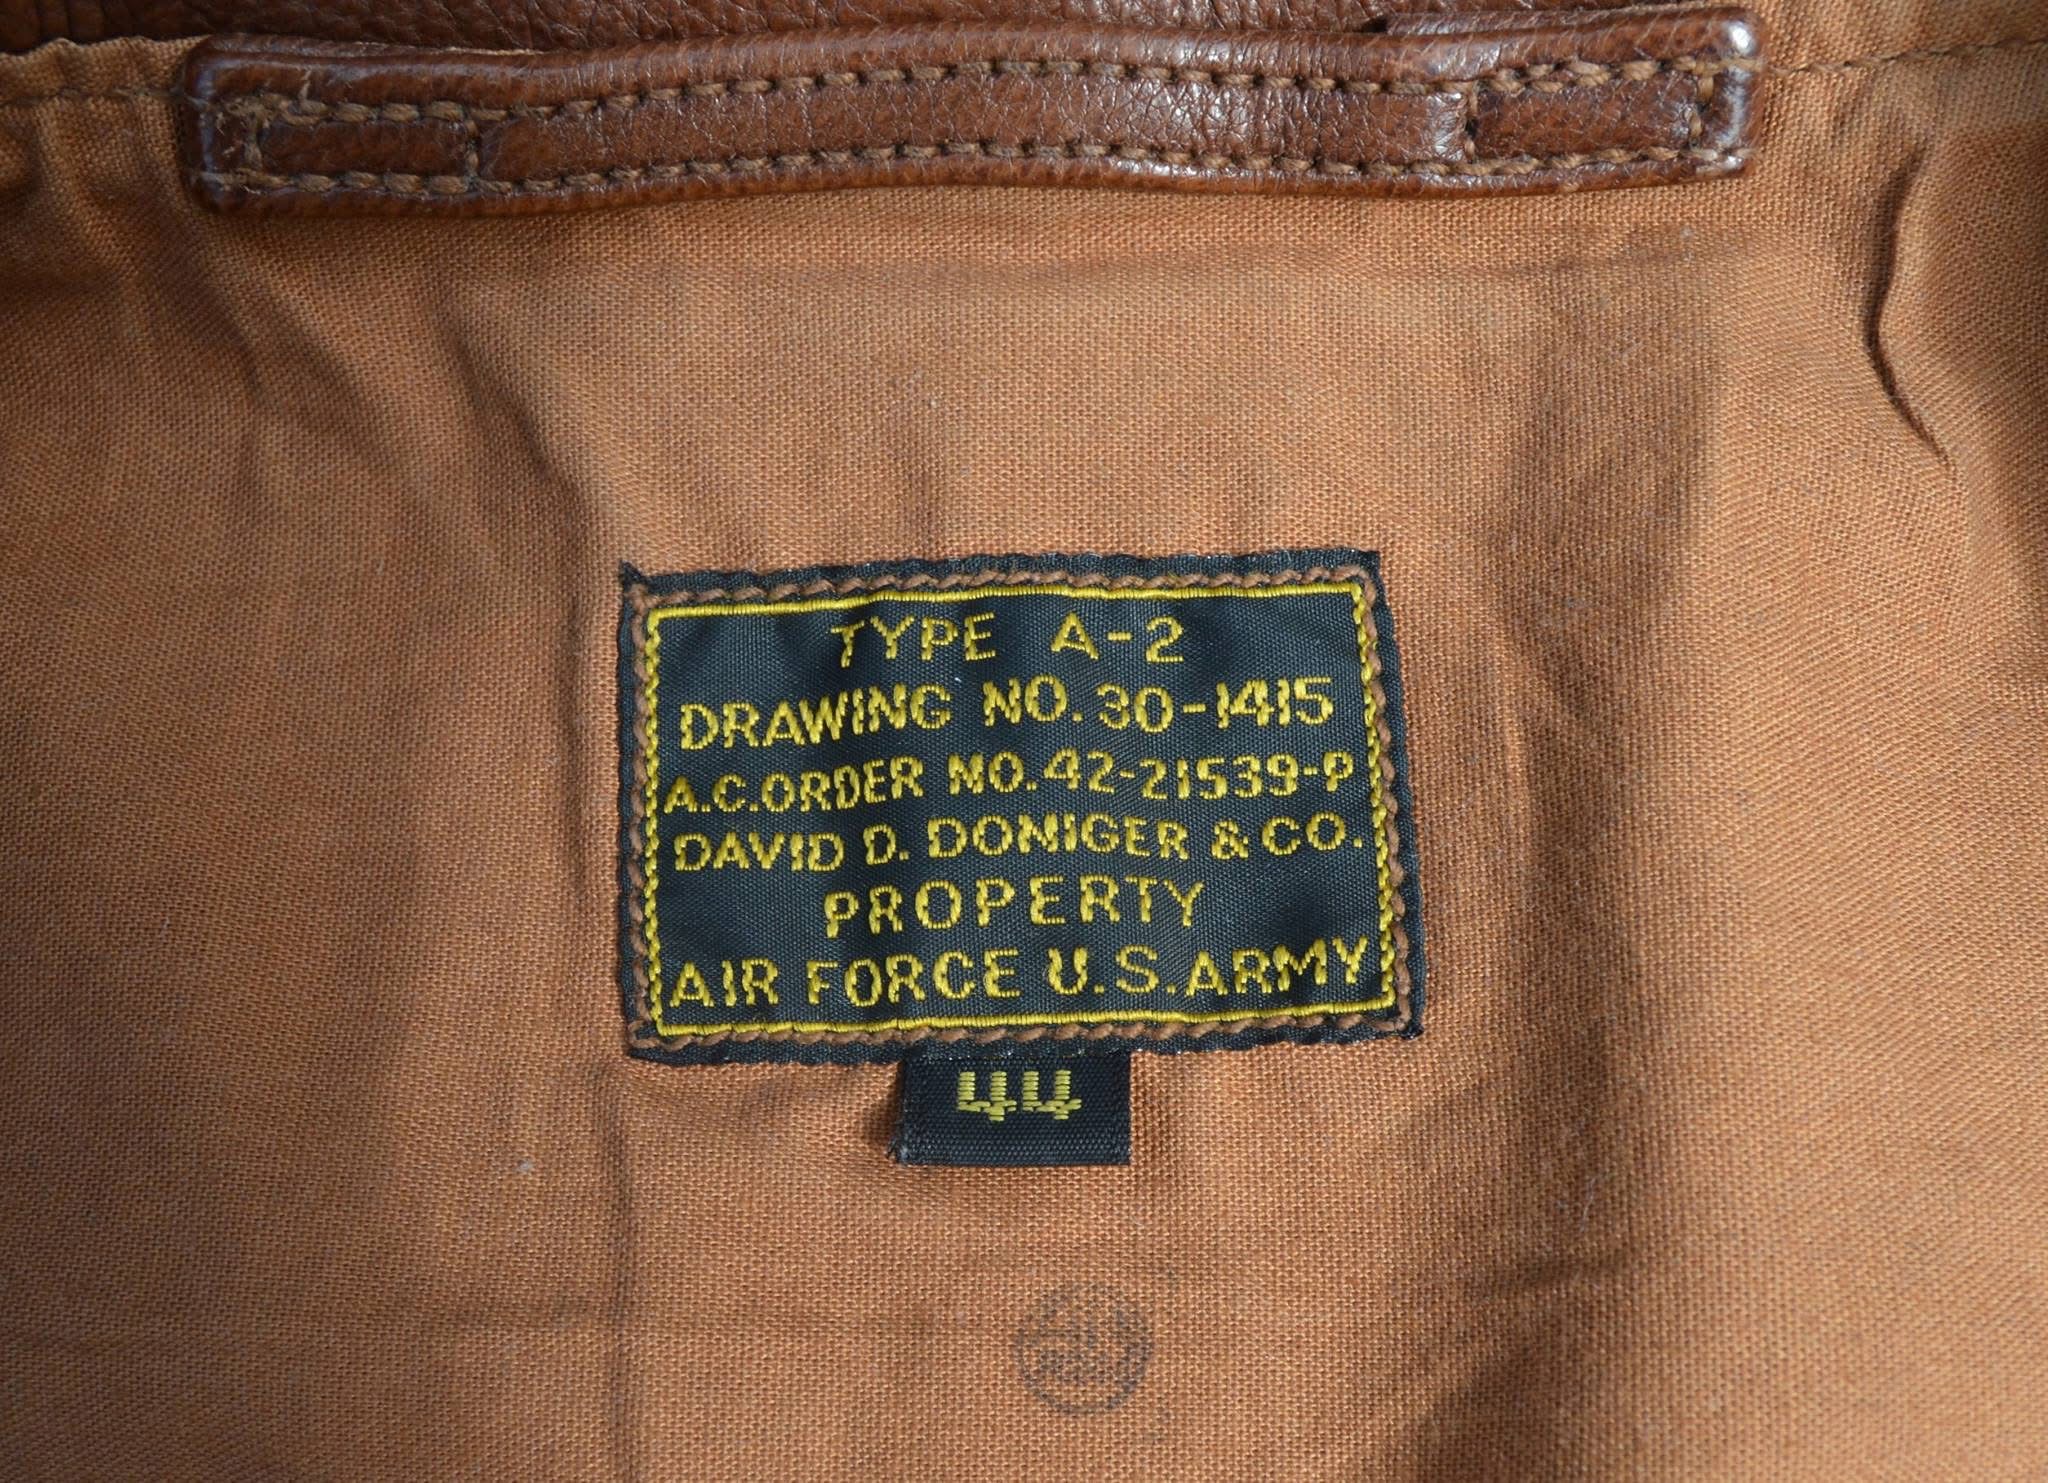 TYPE A-2
DRAWING NO. 30-1415
A.C. ORDER NO. 42-21539-P
DAVID D. DONIGER & CO.
PROPERTY
AIR FORCE U.S. ARMY
44